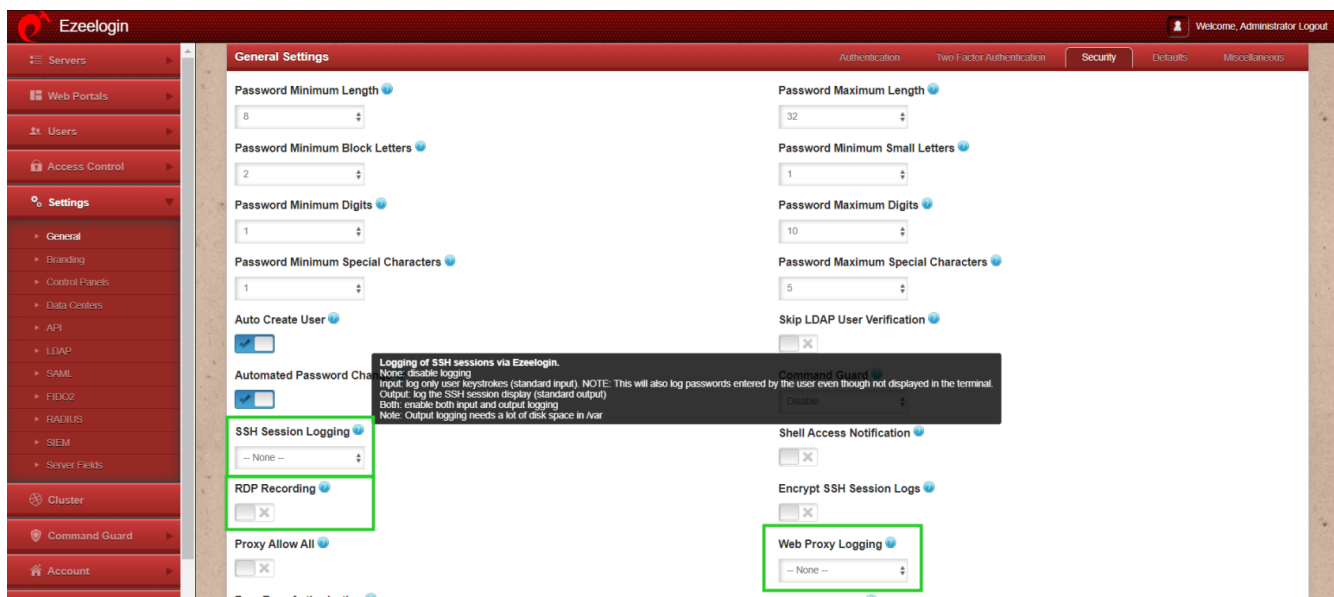 Ezeelogin
Welcome, Administrator Logout
Servers
Web Portals
Users
Access Control
Settings
General
Branding
Control Panels
Data Centers
API
LDAP
SAML
FIDO2
RADIUS
SIEM
Server Fields
Cluster
Command Guard
Account
General Settings
Authentication
Two Factor Authentication
Security
Defaults
Miscellaneous
Password Minimum Length
Password Maximum Length
8
32
Password Minimum Block Letters
Password Minimum Small Letters
2
1
Password Minimum Digits
Password Maximum Digits
1
10
Password Minimum Special Characters
Password Maximum Special Characters
1
5
Auto Create User
Skip LDAP User Verification
Logging of SSH sessions via Ezeelogin.
None: disable logging
Input: log only user keystrokes (standard input). NOTE: This will also log passwords entered by the user even though not displayed in the terminal.
Output: log the SSH session display (standard output)
Both: enable both input and output logging
Note: Output logging needs a lot of disk space in /var
Automated Password Chan
Command Guard
Disable
SSH Session Logging
Shell Access Notification
-- None --
RDP Recording
Encrypt SSH Session Logs
Proxy Allow All
Web Proxy Logging
-- None --